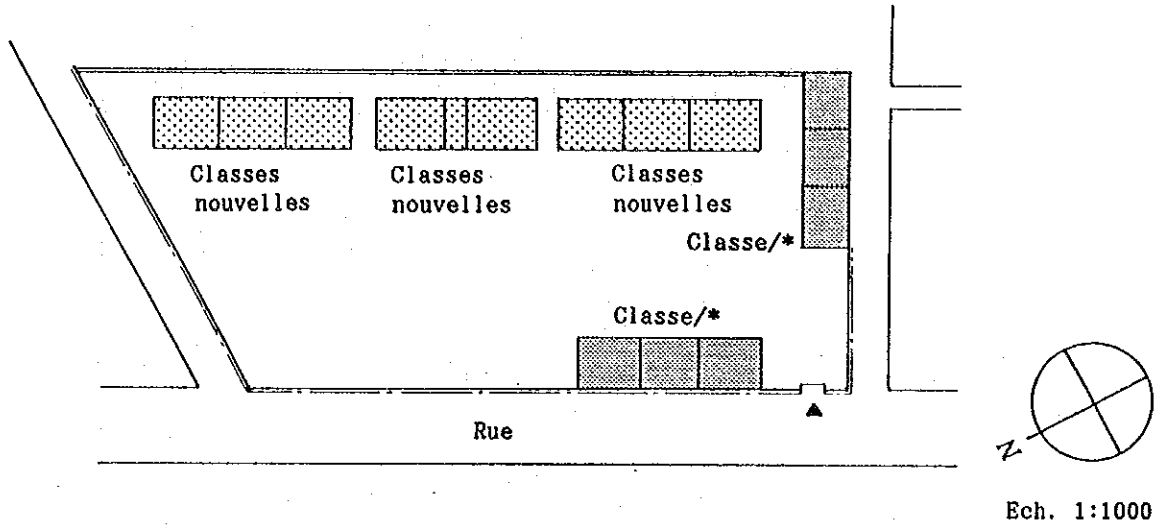 Classes
nouvelles
Classes
nouvelles
Classes
nouvelles
Classe/*
Classe/*
Rue
N
Ech. 1:1000